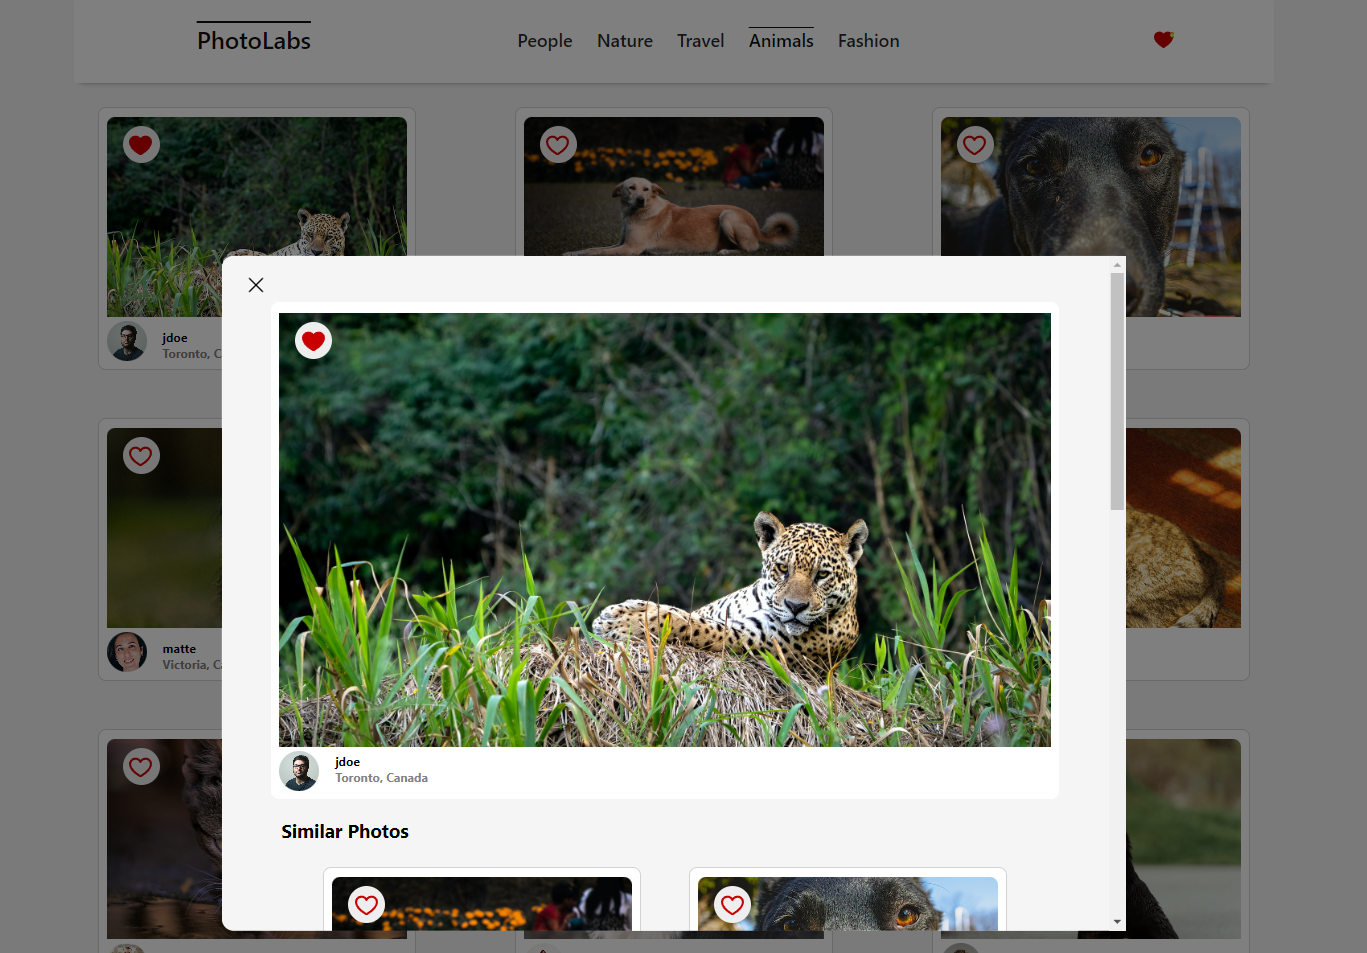 PhotoLabs
People Nature Travel Animals Fashion
jdoe
Toronto, C
matte
Victoria, C
jdoe
Toronto, Canada
Similar Photos